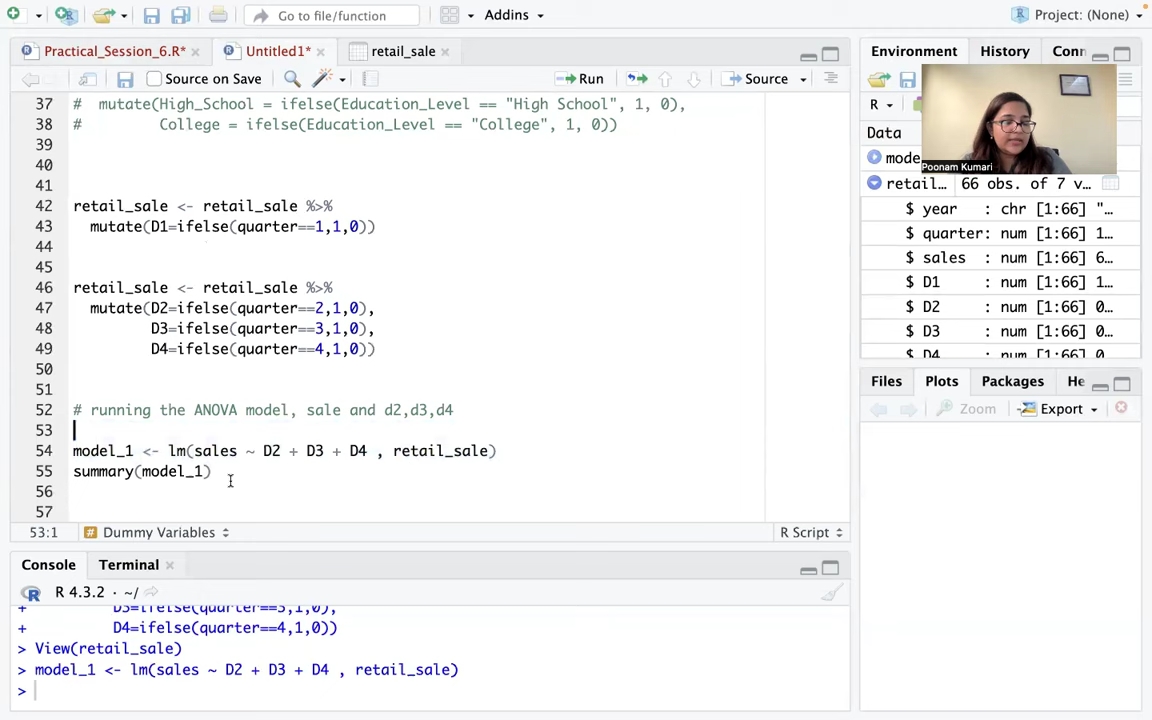 Go to file/function
Addins
Project: (None)
Practical_Session_6.R*
Untitled1*
retail_sale
Source on Save
Run
Source
37 # mutate(High_School = ifelse(Education_Level == "High School", 1, 0),
38 # College = ifelse(Education_Level == "College", 1, 0))
39
40
41
42 retail_sale <- retail_sale %>%
43 mutate(D1=ifelse(quarter==1,1,0))
44
45
46 retail_sale <- retail_sale %>%
47 mutate(D2=ifelse(quarter==2,1,0),
48 D3=ifelse(quarter==3,1,0),
49 D4=ifelse(quarter==4,1,0))
50
51
52 # running the ANOVA model, sale and d2,d3,d4
53
54 model_1 <- lm(sales ~ D2 + D3 + D4 , retail_sale)
55 summary(model_1)
56
57
53:1 # Dummy Variables R Script
Console Terminal
R 4.3.2 · ~/
+ D3=ifelse(quarter==3,1,0),
+ D4=ifelse(quarter==4,1,0))
> View(retail_sale)
> model_1 <- lm(sales ~ D2 + D3 + D4 , retail_sale)
>
Environment History Conn
R
Data
mode
Poonam Kumari
retail… 66 obs. of 7 v…
$ year : chr [1:66] "…
$ quarter: num [1:66] 1…
$ sales : num [1:66] 6…
$ D1 : num [1:66] 1…
$ D2 : num [1:66] 0…
$ D3 : num [1:66] 0…
$ D4 : num [1:66] 0
Files Plots Packages He
Zoom Export